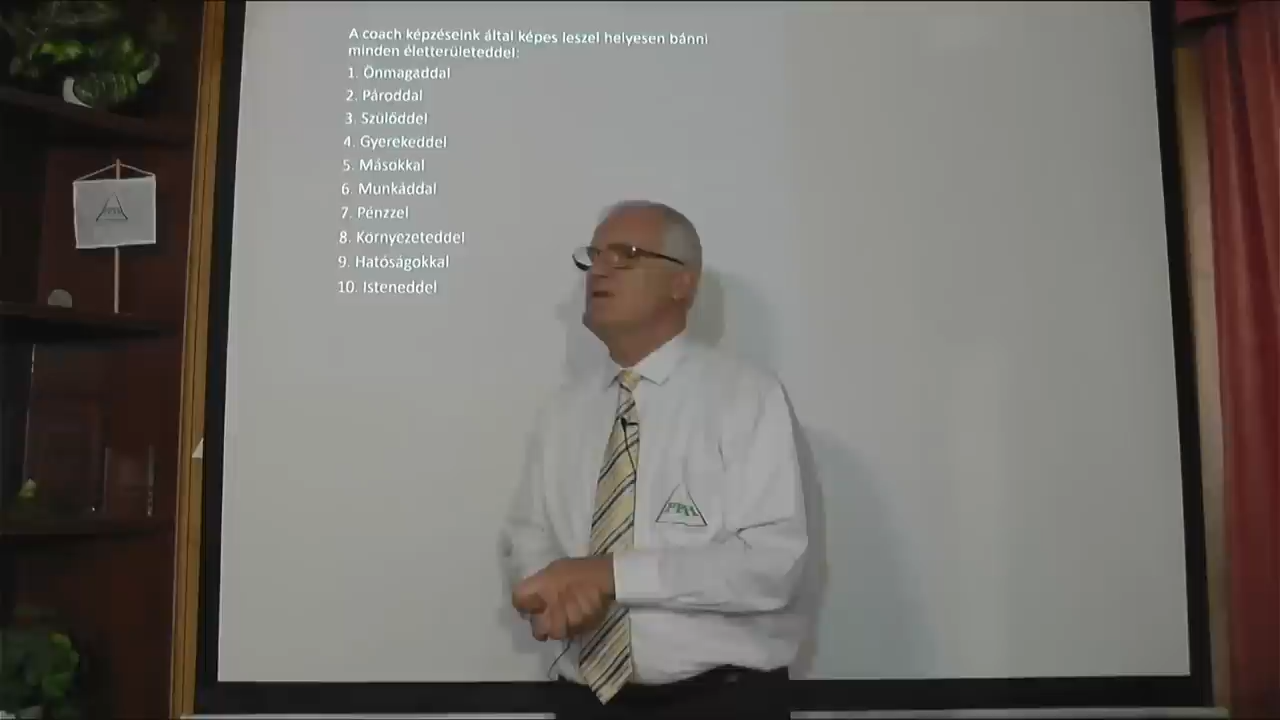 A coach képzéseink által képes leszel helyesen bánni
minden életterületeddel:
1. Önmagaddal
2. Pároddal
3. Szülőddel
4. Gyerekeddel
5. Másokkal
6. Munkáddal
7. Pénzzel
8. Környezeteddel
9. Hatóságokkal
10. Isteneddel
PPH